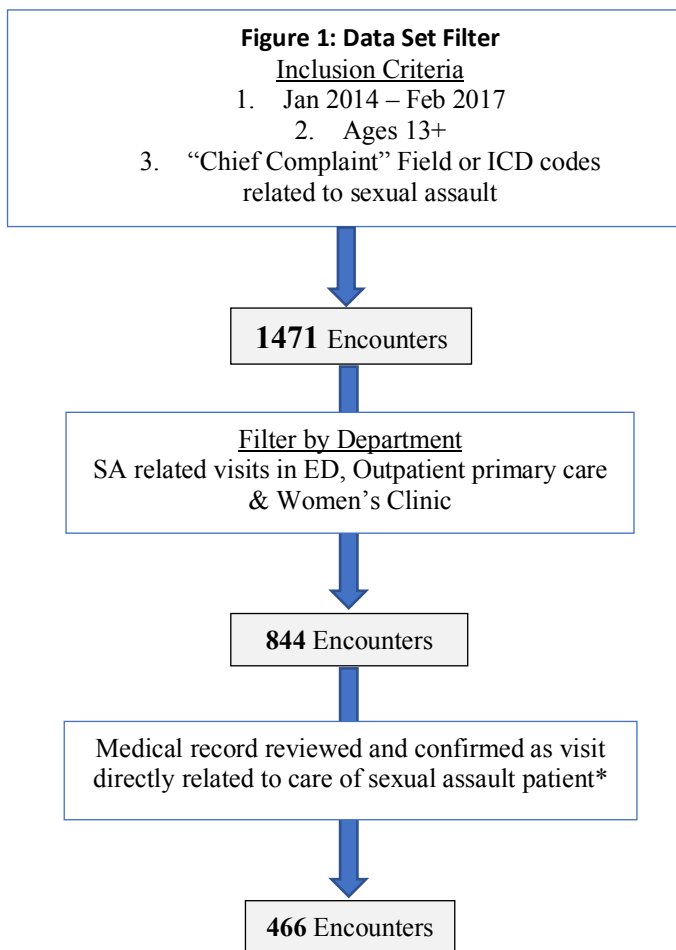 Figure 1: Data Set Filter
Inclusion Criteria
1. Jan 2014 – Feb 2017
2. Ages 13+
3. “Chief Complaint” Field or ICD codes
related to sexual assault
1471 Encounters
Filter by Department
SA related visits in ED, Outpatient primary care
& Women’s Clinic
844 Encounters
Medical record reviewed and confirmed as visit
directly related to care of sexual assault patient*
466 Encounters